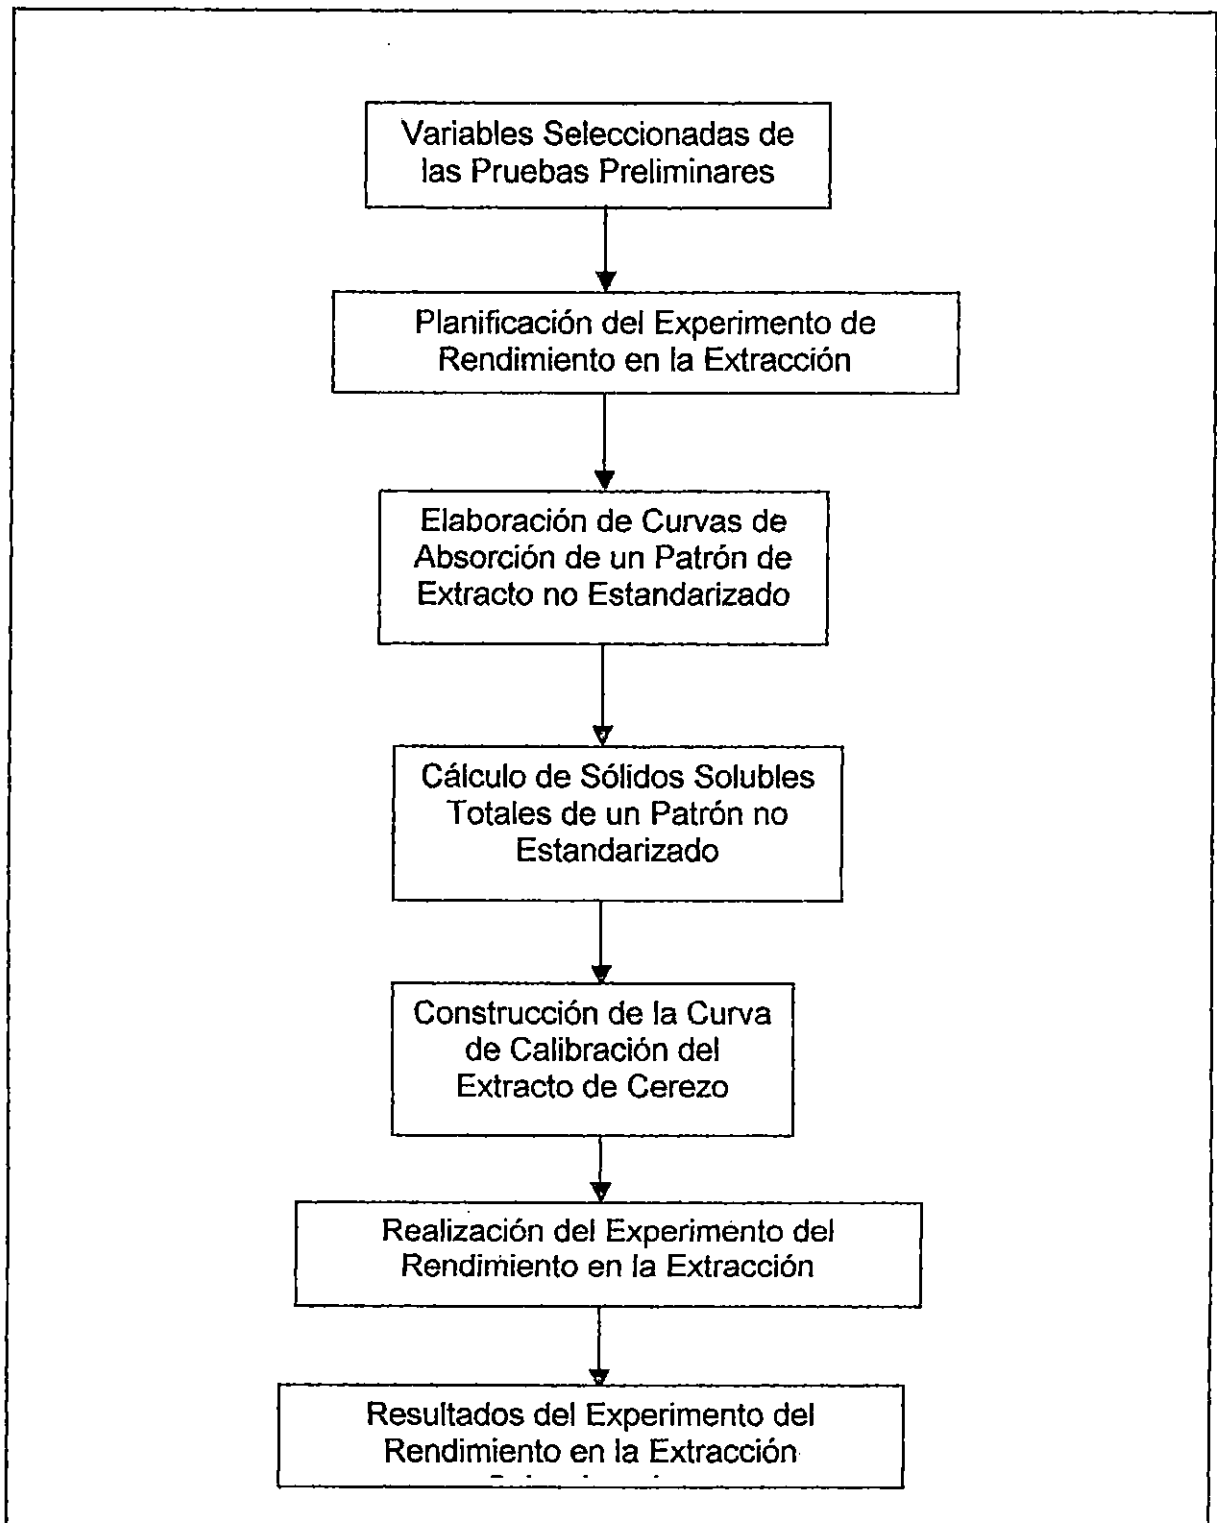 Variables Seleccionadas de
las Pruebas Preliminares
Planificación del Experimento de
Rendimiento en la Extracción
Elaboración de Curvas de
Absorción de un Patrón de
Extracto no Estandarizado
Cálculo de Sólidos Solubles
Totales de un Patrón no
Estandarizado
Construcción de la Curva
de Calibración del
Extracto de Cerezo
Realización del Experimento del
Rendimiento en la Extracción
Resultados del Experimento del
Rendimiento en la Extracción